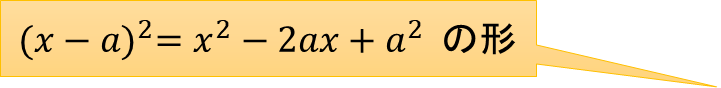 (x − a)²= x² − 2ax + a² の形